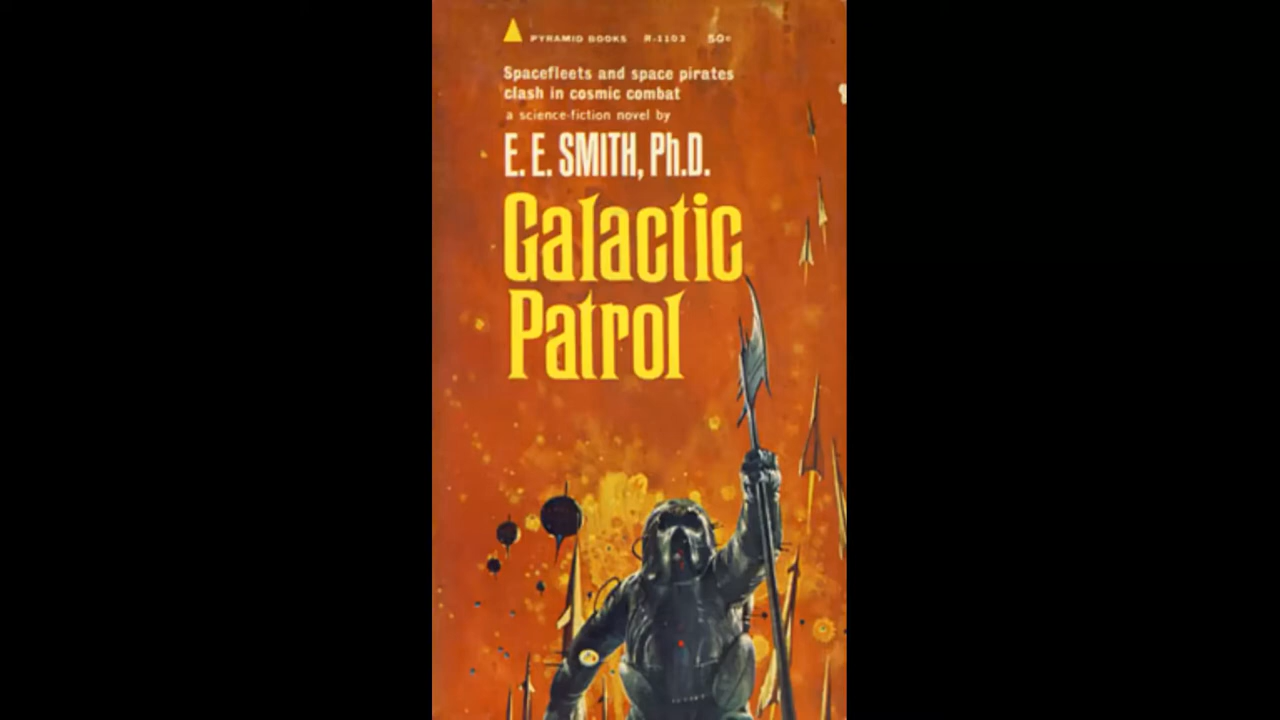 PYRAMID BOOKS R-1103 50¢
Spacefleets and space pirates
clash in cosmic combat
a science-fiction novel by
E. E. SMITH, Ph.D.
Galactic
Patrol